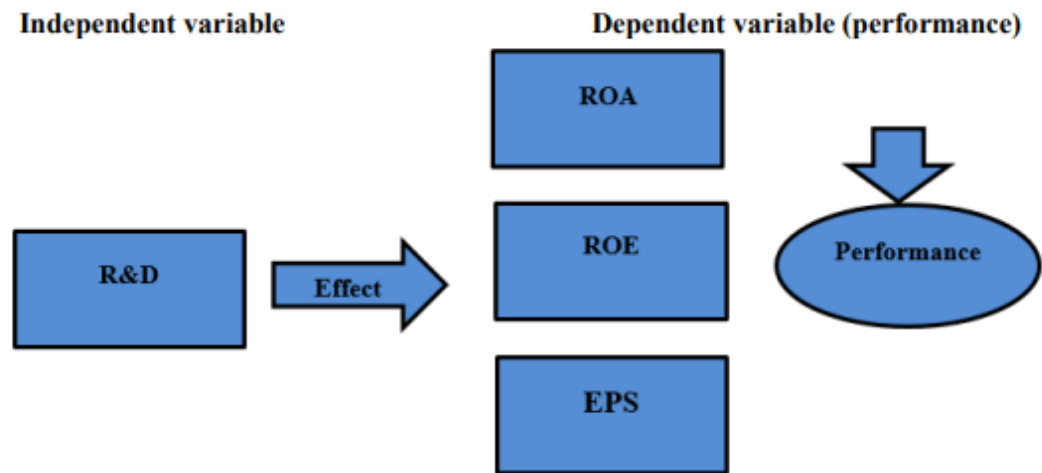 Independent variable
Dependent variable (performance)
ROA
R&D
Effect
ROE
Performance
EPS